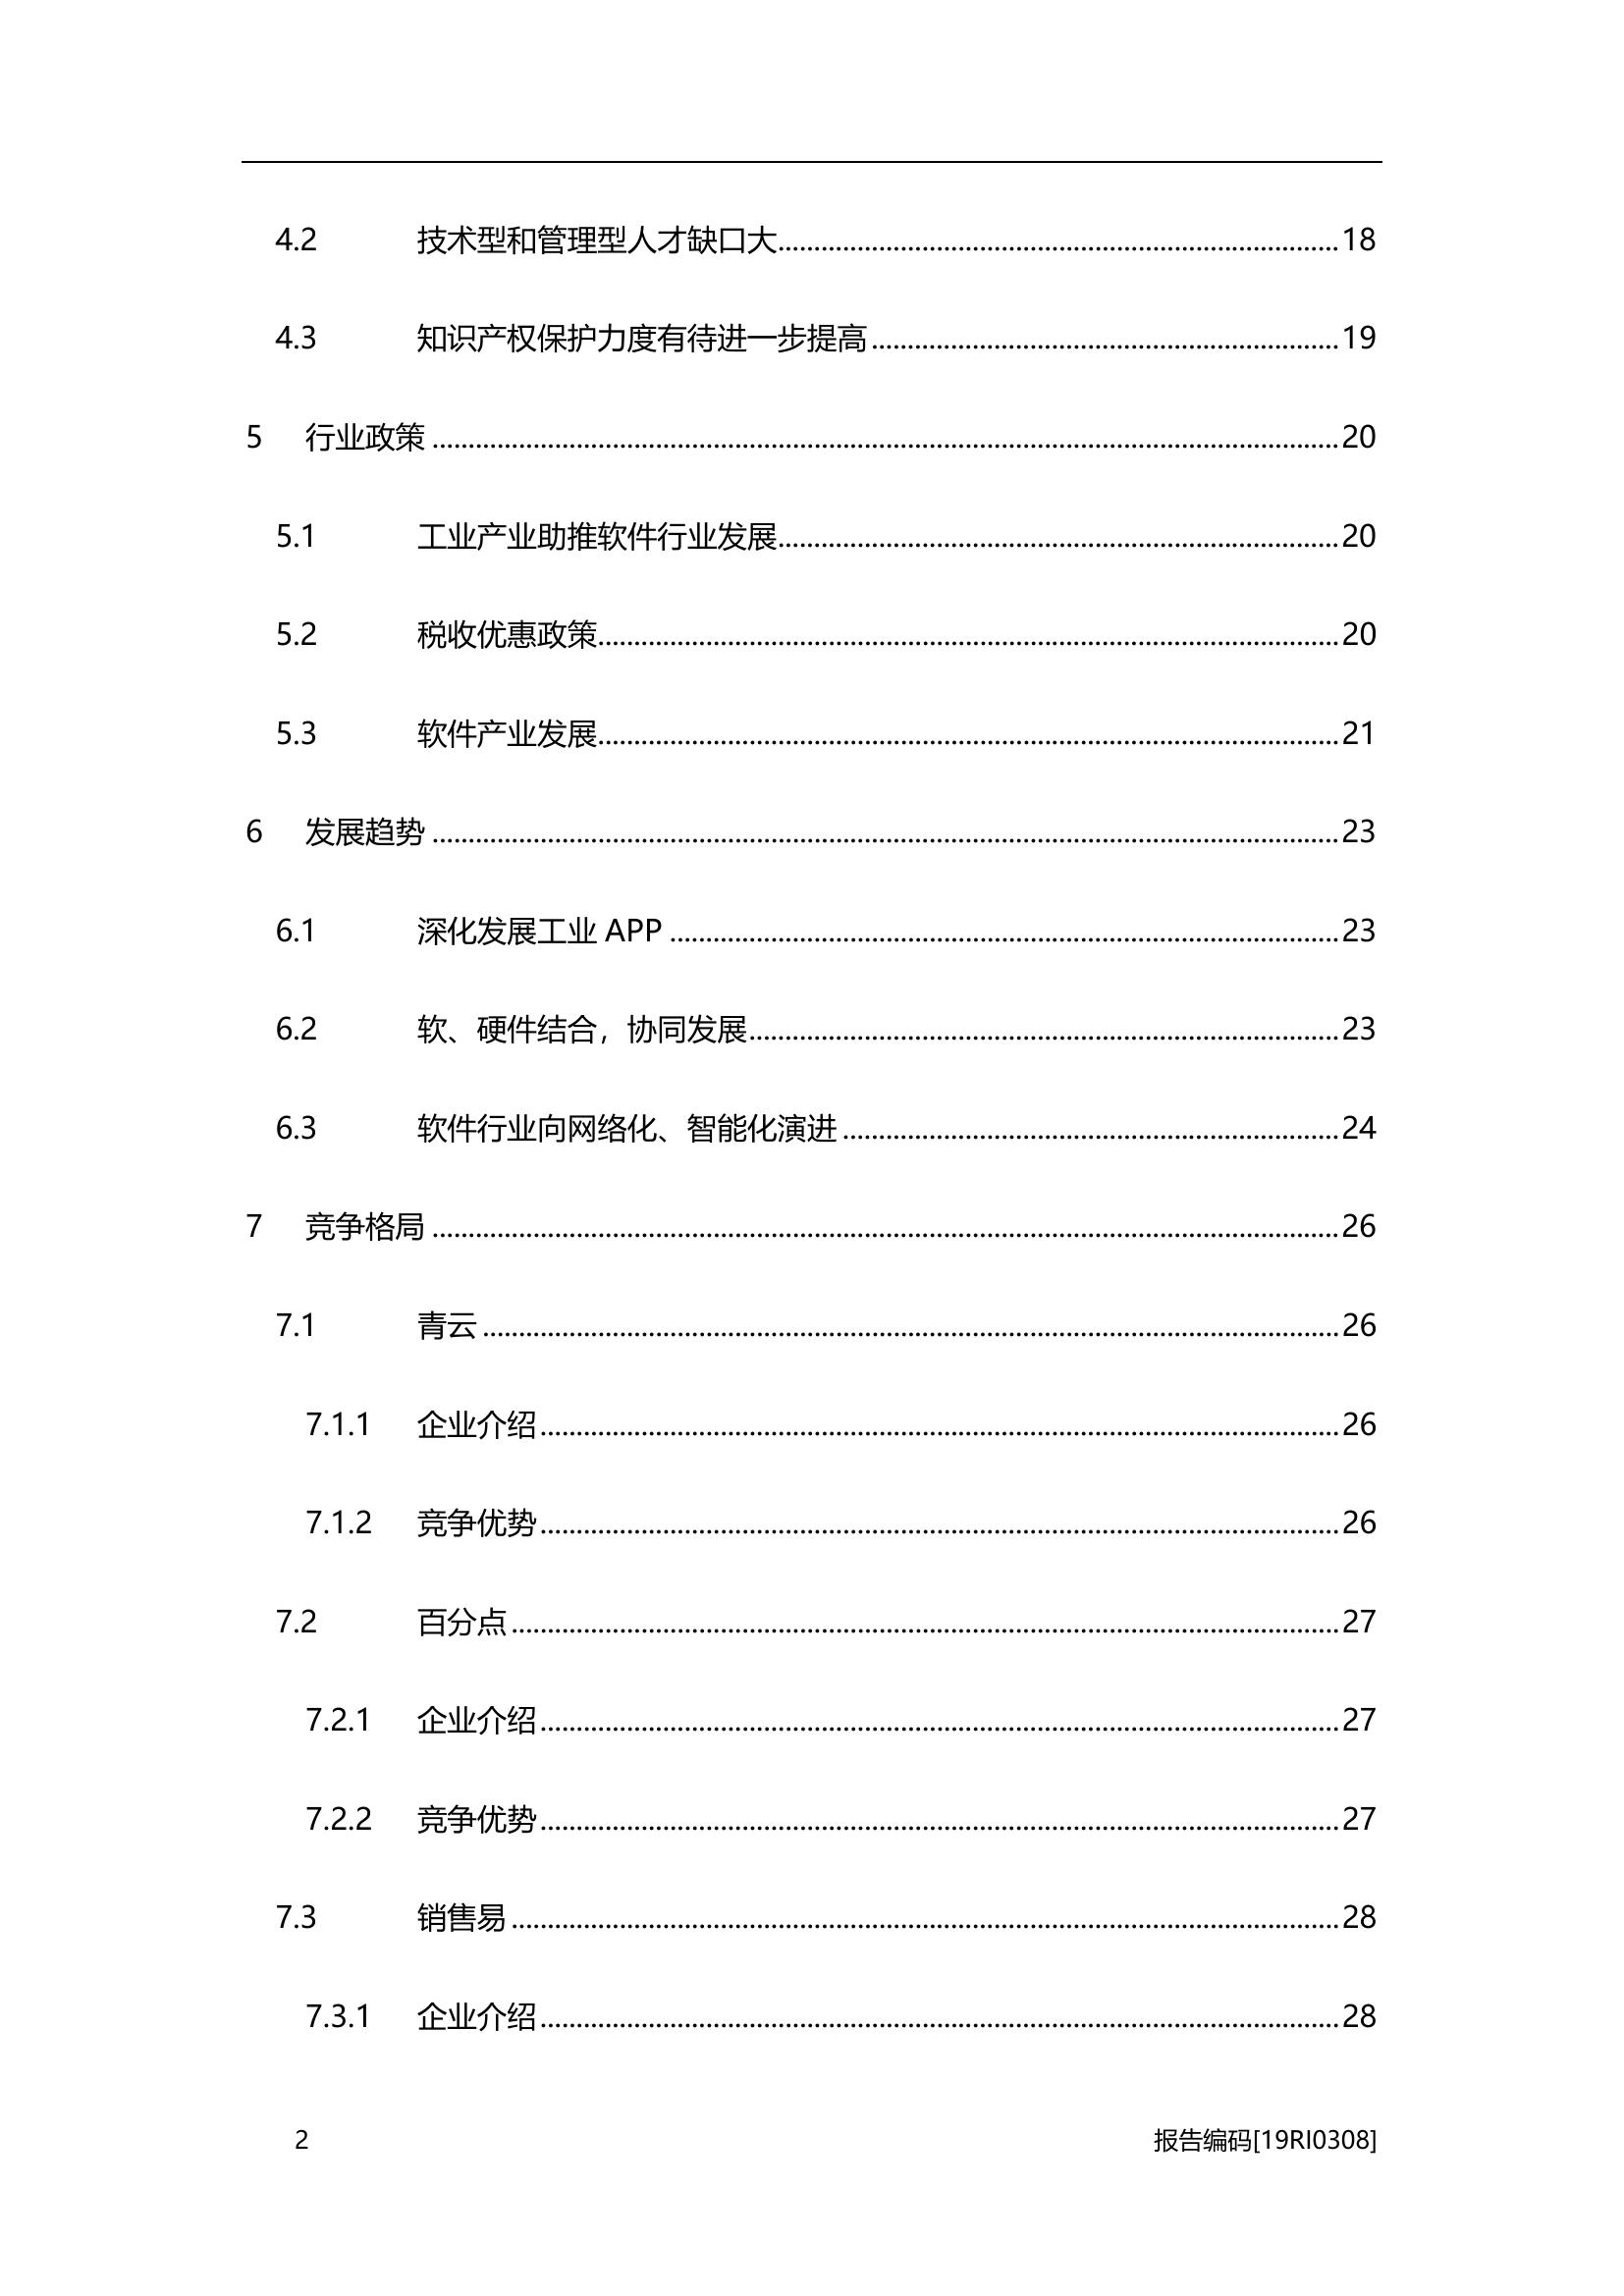 4.2 技术型和管理型人才缺口大 18
4.3 知识产权保护力度有待进一步提高 19
5 行业政策 20
5.1 工业产业助推软件行业发展 20
5.2 税收优惠政策 20
5.3 软件产业发展 21
6 发展趋势 23
6.1 深化发展工业 APP 23
6.2 软、硬件结合，协同发展 23
6.3 软件行业向网络化、智能化演进 24
7 竞争格局 26
7.1 青云 26
7.1.1 企业介绍 26
7.1.2 竞争优势 26
7.2 百分点 27
7.2.1 企业介绍 27
7.2.2 竞争优势 27
7.3 销售易 28
7.3.1 企业介绍 28
2 报告编码[19RI0308]